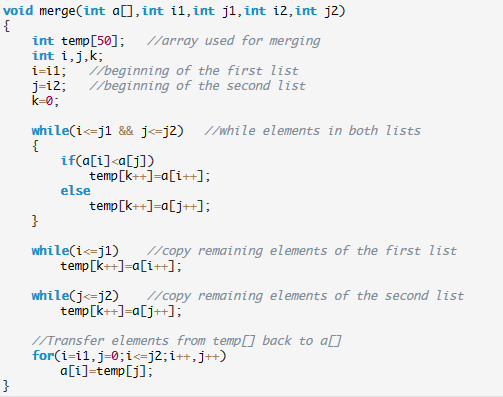 void merge(int a[],int i1,int j1,int i2,int j2)
{
    int temp[50];   //array used for merging
    int i,j,k;
    i=i1;   //beginning of the first list
    j=i2;   //beginning of the second list
    k=0;

    while(i<=j1 && j<=j2)   //while elements in both lists
    {
        if(a[i]<a[j])
            temp[k++]=a[i++];
        else
            temp[k++]=a[j++];
    }

    while(i<=j1)    //copy remaining elements of the first list
        temp[k++]=a[i++];

    while(j<=j2)    //copy remaining elements of the second list
        temp[k++]=a[j++];

    //Transfer elements from temp[] back to a[]
    for(i=i1,j=0;i<=j2;i++,j++)
        a[i]=temp[j];
}